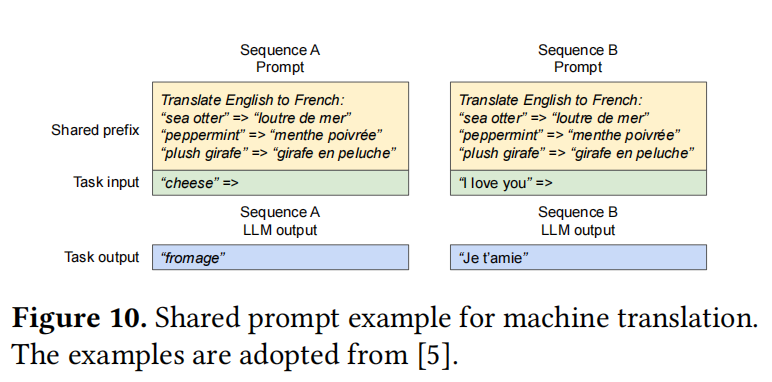 Sequence A
Prompt
Sequence B
Prompt
Shared prefix
Translate English to French:
“sea otter” => “loutre de mer”
“peppermint” => “menthe poivrée”
“plush girafe” => “girafe en peluche”
Translate English to French:
“sea otter” => “loutre de mer”
“peppermint” => “menthe poivrée”
“plush girafe” => “girafe en peluche”
Task input
“cheese” =>
“I love you” =>
Sequence A
LLM output
Sequence B
LLM output
Task output
“fromage”
“Je t’amie”
Figure 10. Shared prompt example for machine translation.
The examples are adopted from [5].